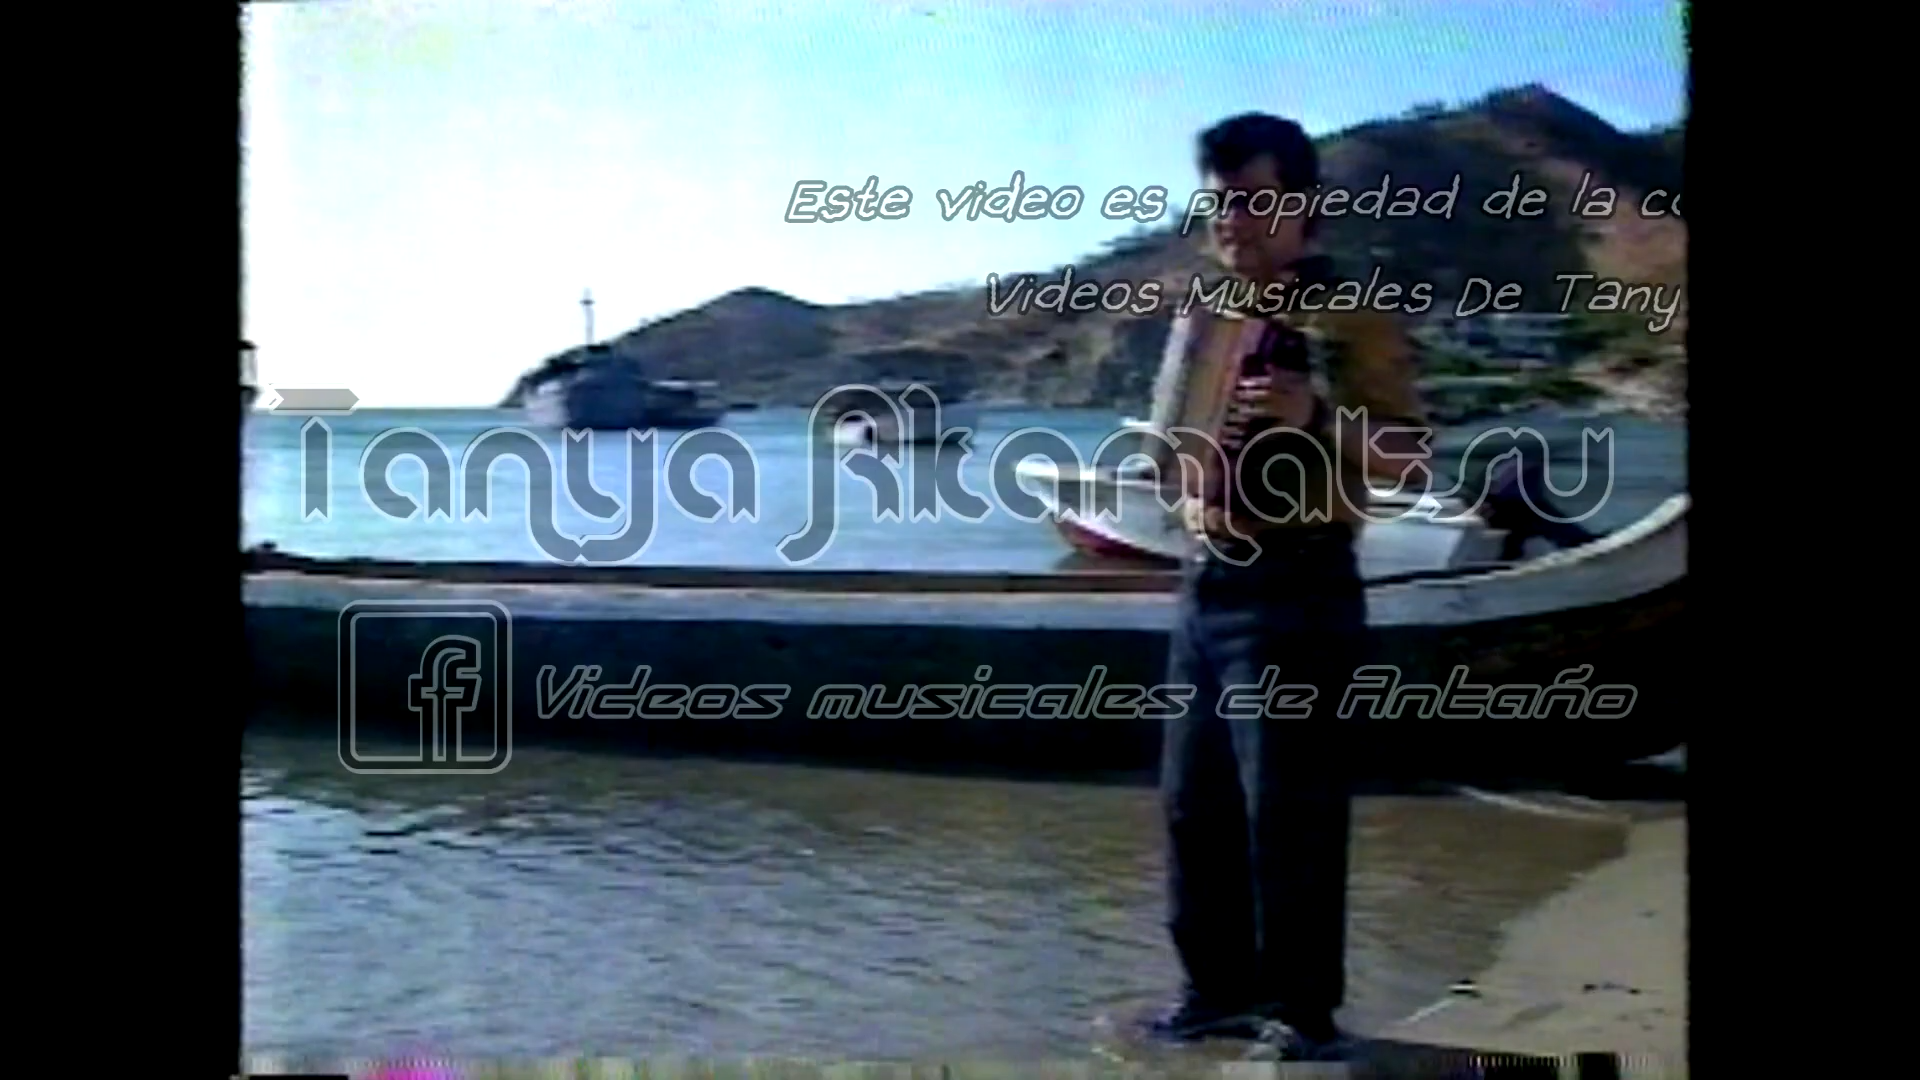 Este video es propiedad de la co
Videos Musicales De Tany
Tanya Akamatsu
f Videos musicales de Antaño